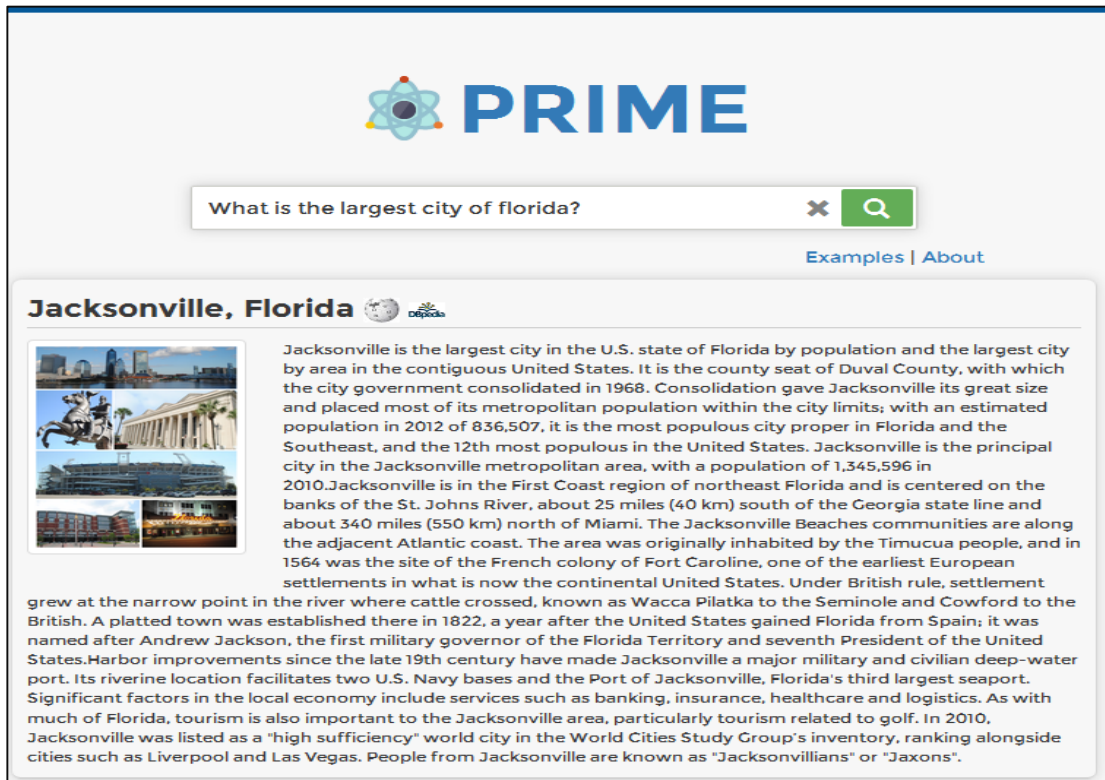 PRIME
What is the largest city of florida?
Examples | About
Jacksonville, Florida
DBpedia
Jacksonville is the largest city in the U.S. state of Florida by population and the largest city
by area in the contiguous United States. It is the county seat of Duval County, with which
the city government consolidated in 1968. Consolidation gave Jacksonville its great size
and placed most of its metropolitan population within the city limits; with an estimated
population in 2012 of 836,507, it is the most populous city proper in Florida and the
Southeast, and the 12th most populous in the United States. Jacksonville is the principal
city in the Jacksonville metropolitan area, with a population of 1,345,596 in
2010.Jacksonville is in the First Coast region of northeast Florida and is centered on the
banks of the St. Johns River, about 25 miles (40 km) south of the Georgia state line and
about 340 miles (550 km) north of Miami. The Jacksonville Beaches communities are along
the adjacent Atlantic coast. The area was originally inhabited by the Timucua people, and in
1564 was the site of the French colony of Fort Caroline, one of the earliest European
settlements in what is now the continental United States. Under British rule, settlement
grew at the narrow point in the river where cattle crossed, known as Wacca Pilatka to the Seminole and Cowford to the
British. A platted town was established there in 1822, a year after the United States gained Florida from Spain; it was
named after Andrew Jackson, the first military governor of the Florida Territory and seventh President of the United
States.Harbor improvements since the late 19th century have made Jacksonville a major military and civilian deep-water
port. Its riverine location facilitates two U.S. Navy bases and the Port of Jacksonville, Florida's third largest seaport.
Significant factors in the local economy include services such as banking, insurance, healthcare and logistics. As with
much of Florida, tourism is also important to the Jacksonville area, particularly tourism related to golf. In 2010,
Jacksonville was listed as a "high sufficiency" world city in the World Cities Study Group's inventory, ranking alongside
cities such as Liverpool and Las Vegas. People from Jacksonville are known as "Jacksonvillians" or "Jaxons".